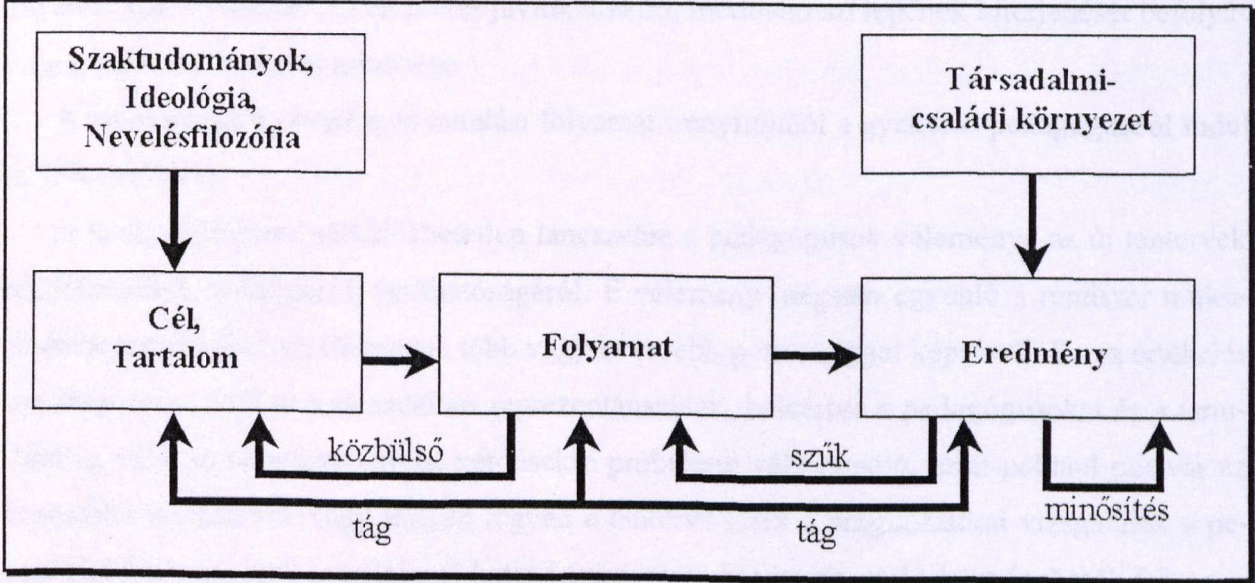 Szaktudományok,
Ideológia,
Nevelésfilozófia
Társadalmi-
családi környezet
Cél,
Tartalom
Folyamat
Eredmény
közbülső
szűk
minősítés
tág
tág